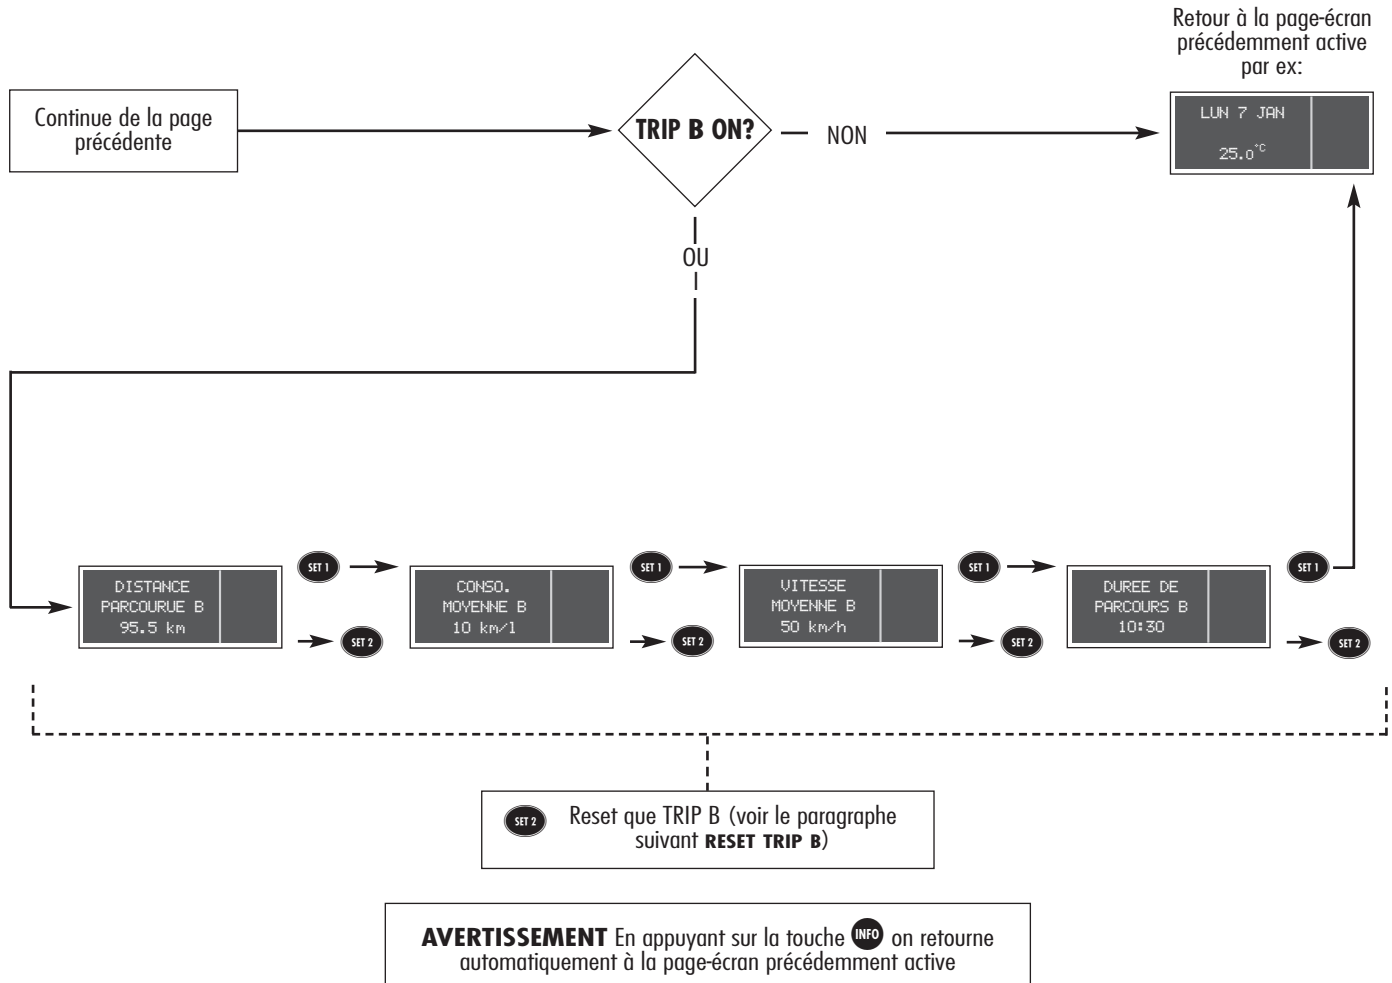 Retour à la page-écran
précédemment active
par ex:
LUN 7 JAN
25.0°C
Continue de la page
précédente
TRIP B ON?
NON
OU
SET 1
SET 1
SET 1
SET 1
DISTANCE
PARCOURUE B
95.5 km
CONSO.
MOYENNE B
10 km/l
VITESSE
MOYENNE B
50 km/h
DUREE DE
PARCOURS B
10:30
SET 2
SET 2
SET 2
SET 2
SET 2 Reset que TRIP B (voir le paragraphe
suivant RESET TRIP B)
AVERTISSEMENT En appuyant sur la touche INFO on retourne
automatiquement à la page-écran précédemment active